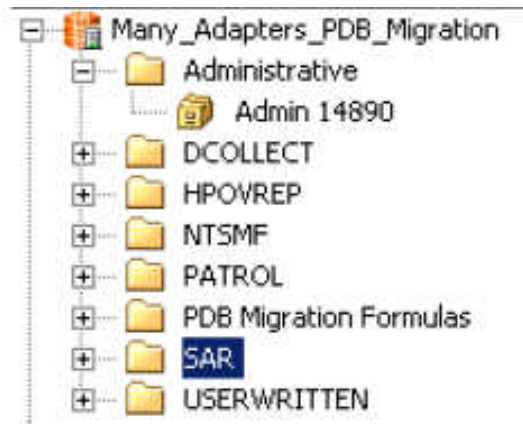 Many_Adapters_PDB_Migration
Administrative
Admin 14890
DCOLLECT
HPOVREP
NTSMF
PATROL
PDB Migration Formulas
SAR
USERWRITTEN